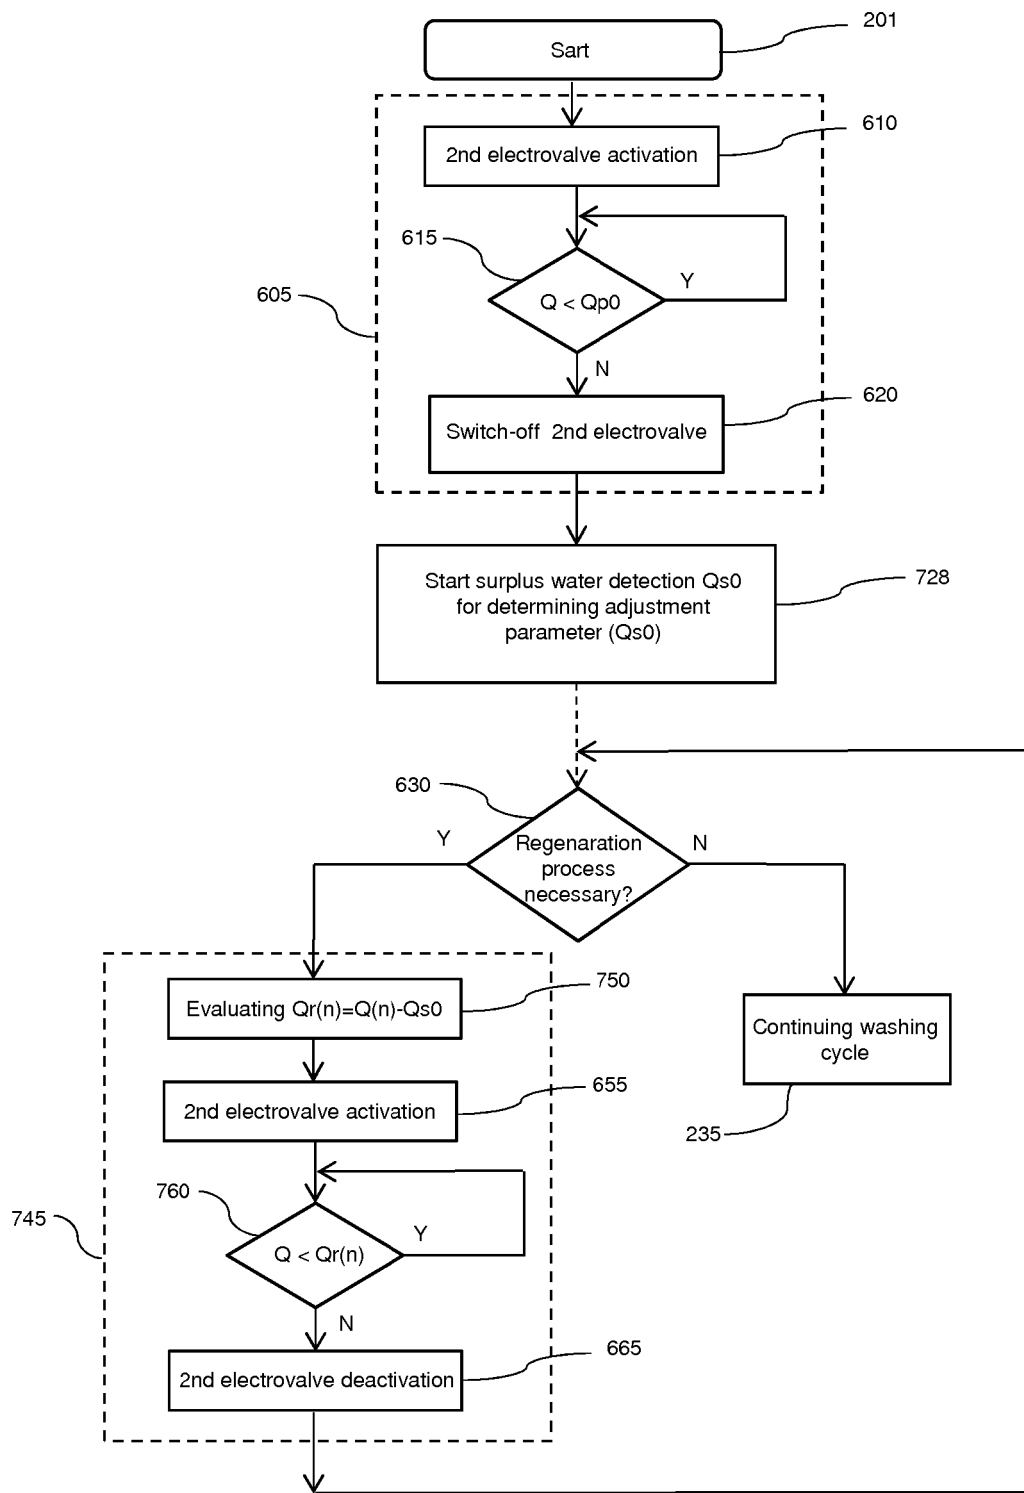 Sart
201
2nd electrovalve activation
610
615
Q < Qp0
Y
605
N
Switch-off 2nd electrovalve
620
Start surplus water detection Qs0
for determining adjustment
parameter (Qs0)
728
630
Y
Regenaration
process
necessary?
N
Evaluating Qr(n)=Q(n)-Qs0
750
Continuing washing
cycle
235
2nd electrovalve activation
655
745
760
Q < Qr(n)
Y
N
2nd electrovalve deactivation
665